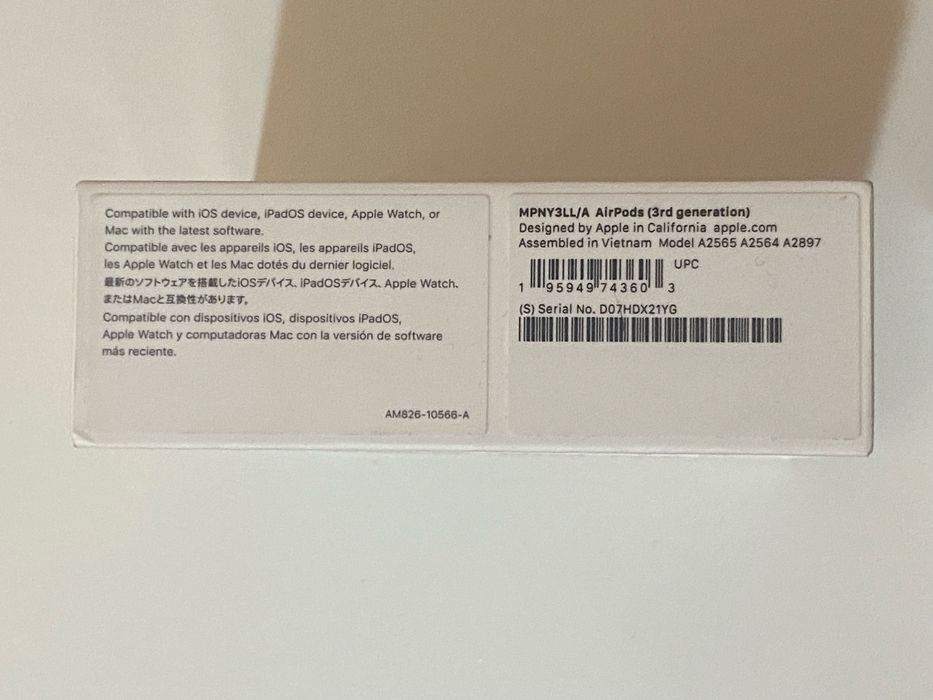 Compatible with iOS device, iPadOS device, Apple Watch, or
Mac with the latest software.
Compatible avec les appareils iOS, les appareils iPadOS,
les Apple Watch et les Mac dotés du dernier logiciel.
最新のソフトウェアを搭載したiOSデバイス、iPadOSデバイス、Apple Watch、
またはMacと互換性があります。
Compatible con dispositivos iOS, dispositivos iPadOS,
Apple Watch y computadoras Mac con la versión de software
más reciente.
AM826-10566-A
MPNY3LL/A AirPods (3rd generation)
Designed by Apple in California apple.com
Assembled in Vietnam Model A2565 A2564 A2897
UPC
1 95949 74360 3
(S) Serial No. D07HDX21YG